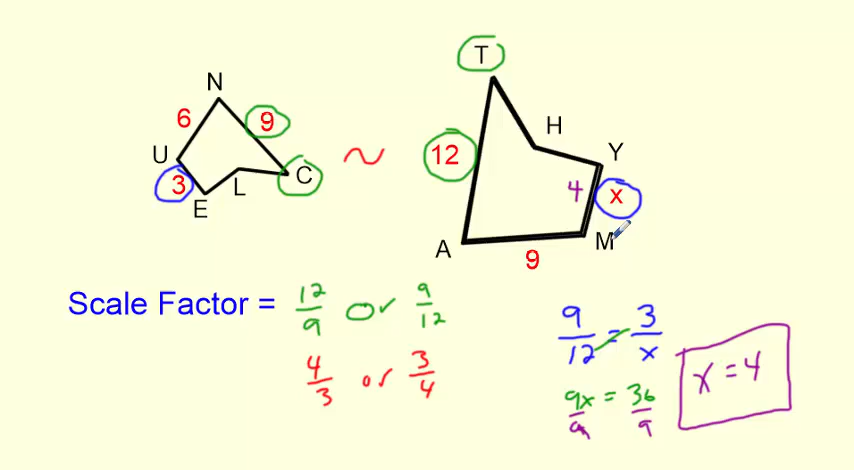 T
N
6
9
H
12
U
Y
~
C
3
4
x
L
E
A
M
9
Scale Factor = 12/9 or 9/12
4/3 or 3/4
9/12 = 3/x
9x/9 = 36/9
x = 4